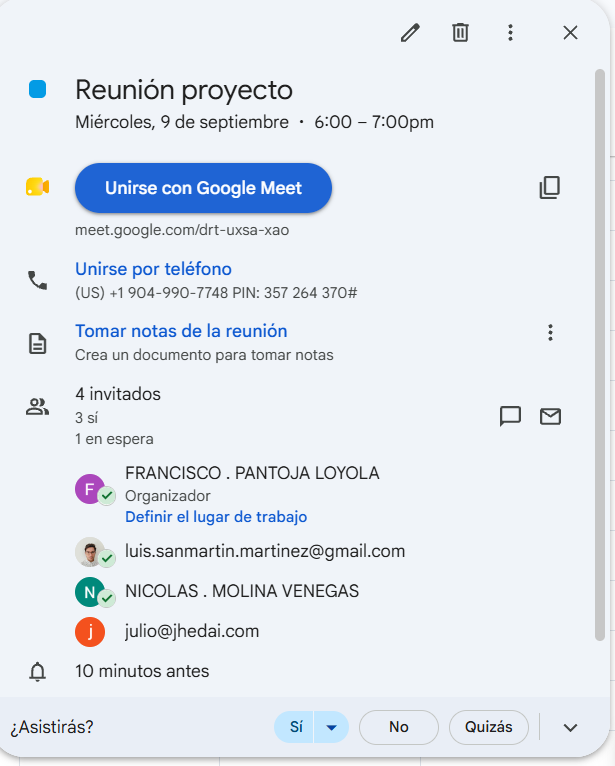 Reunión proyecto
Miércoles, 9 de septiembre · 6:00 – 7:00pm
Unirse con Google Meet
meet.google.com/drt-uxsa-xao
Unirse por teléfono
(US) +1 904-990-7748 PIN: 357 264 370#
Tomar notas de la reunión
Crea un documento para tomar notas
4 invitados
3 sí
1 en espera
F FRANCISCO . PANTOJA LOYOLA
Organizador
Definir el lugar de trabajo
luis.sanmartin.martinez@gmail.com
N NICOLAS . MOLINA VENEGAS
j julio@jhedai.com
10 minutos antes
¿Asistirás? Sí No Quizás